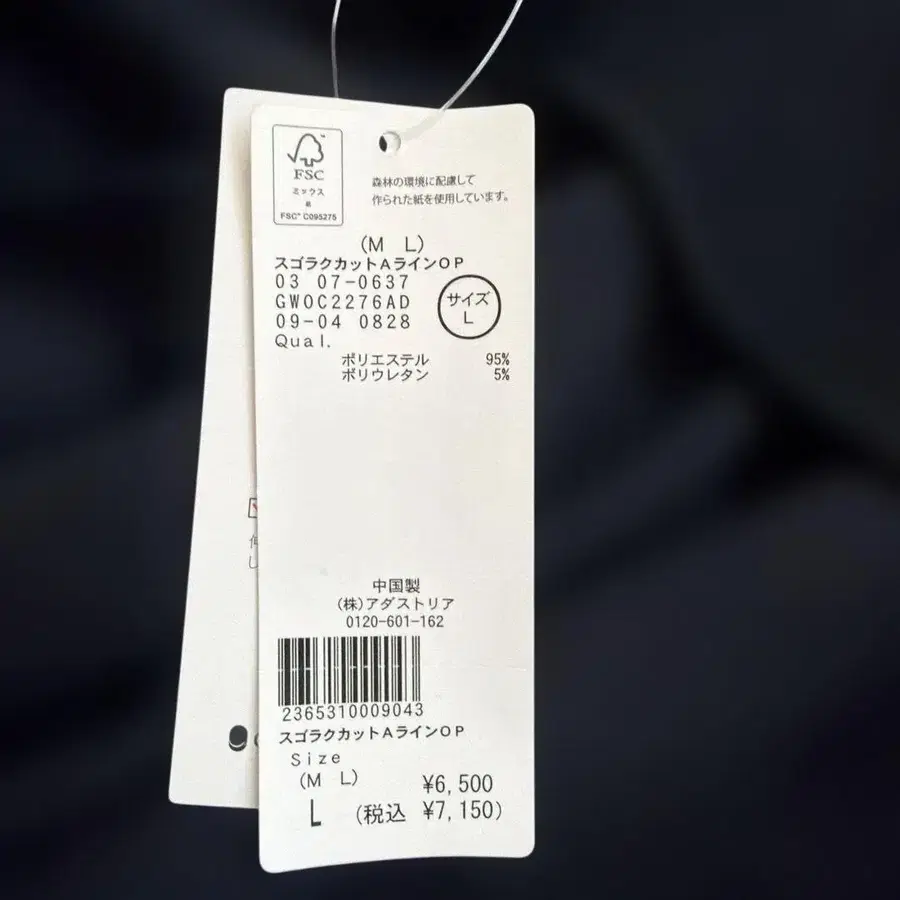 FSC™
ミックス
紙
FSC™ C095275
森林の環境に配慮して
作られた紙を使用しています。
(M L)
スゴラクカットAラインOP
03 07-0637
GW0C2276AD
09-04 0828
サイズ
L
Qual.
ポリエステル 95%
ポリウレタン 5%
中国製
(株)アダストリア
0120-601-162
2365310009043
スゴラクカットAラインOP
Size
(M L)
¥6,500
L (税込 ¥7,150)